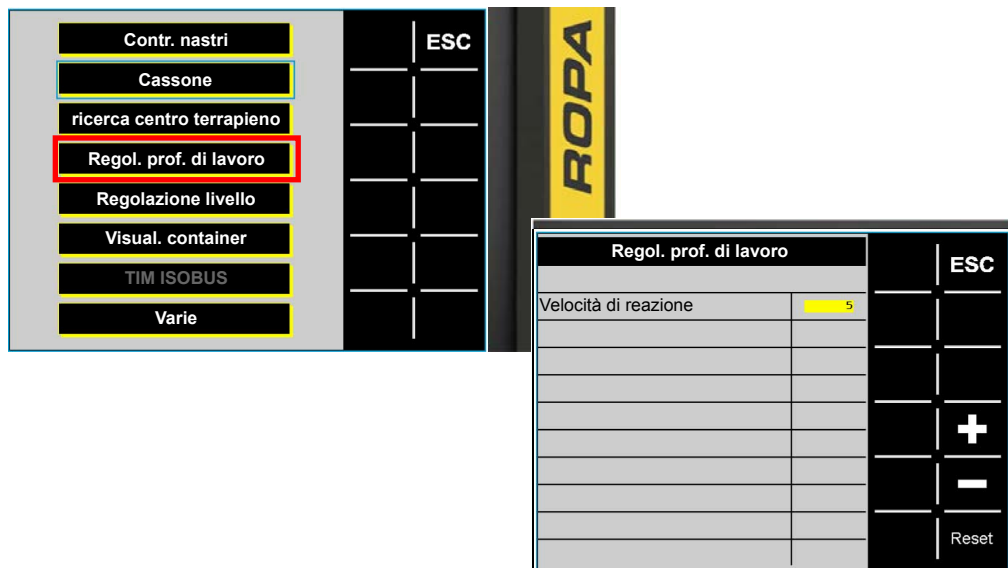 Contr. nastri
ESC
Cassone
ricerca centro terrapieno
Regol. prof. di lavoro
Regolazione livello
Visual. container
TIM ISOBUS
Varie
ROPA
Regol. prof. di lavoro
ESC
Velocità di reazione 5
+
−
Reset